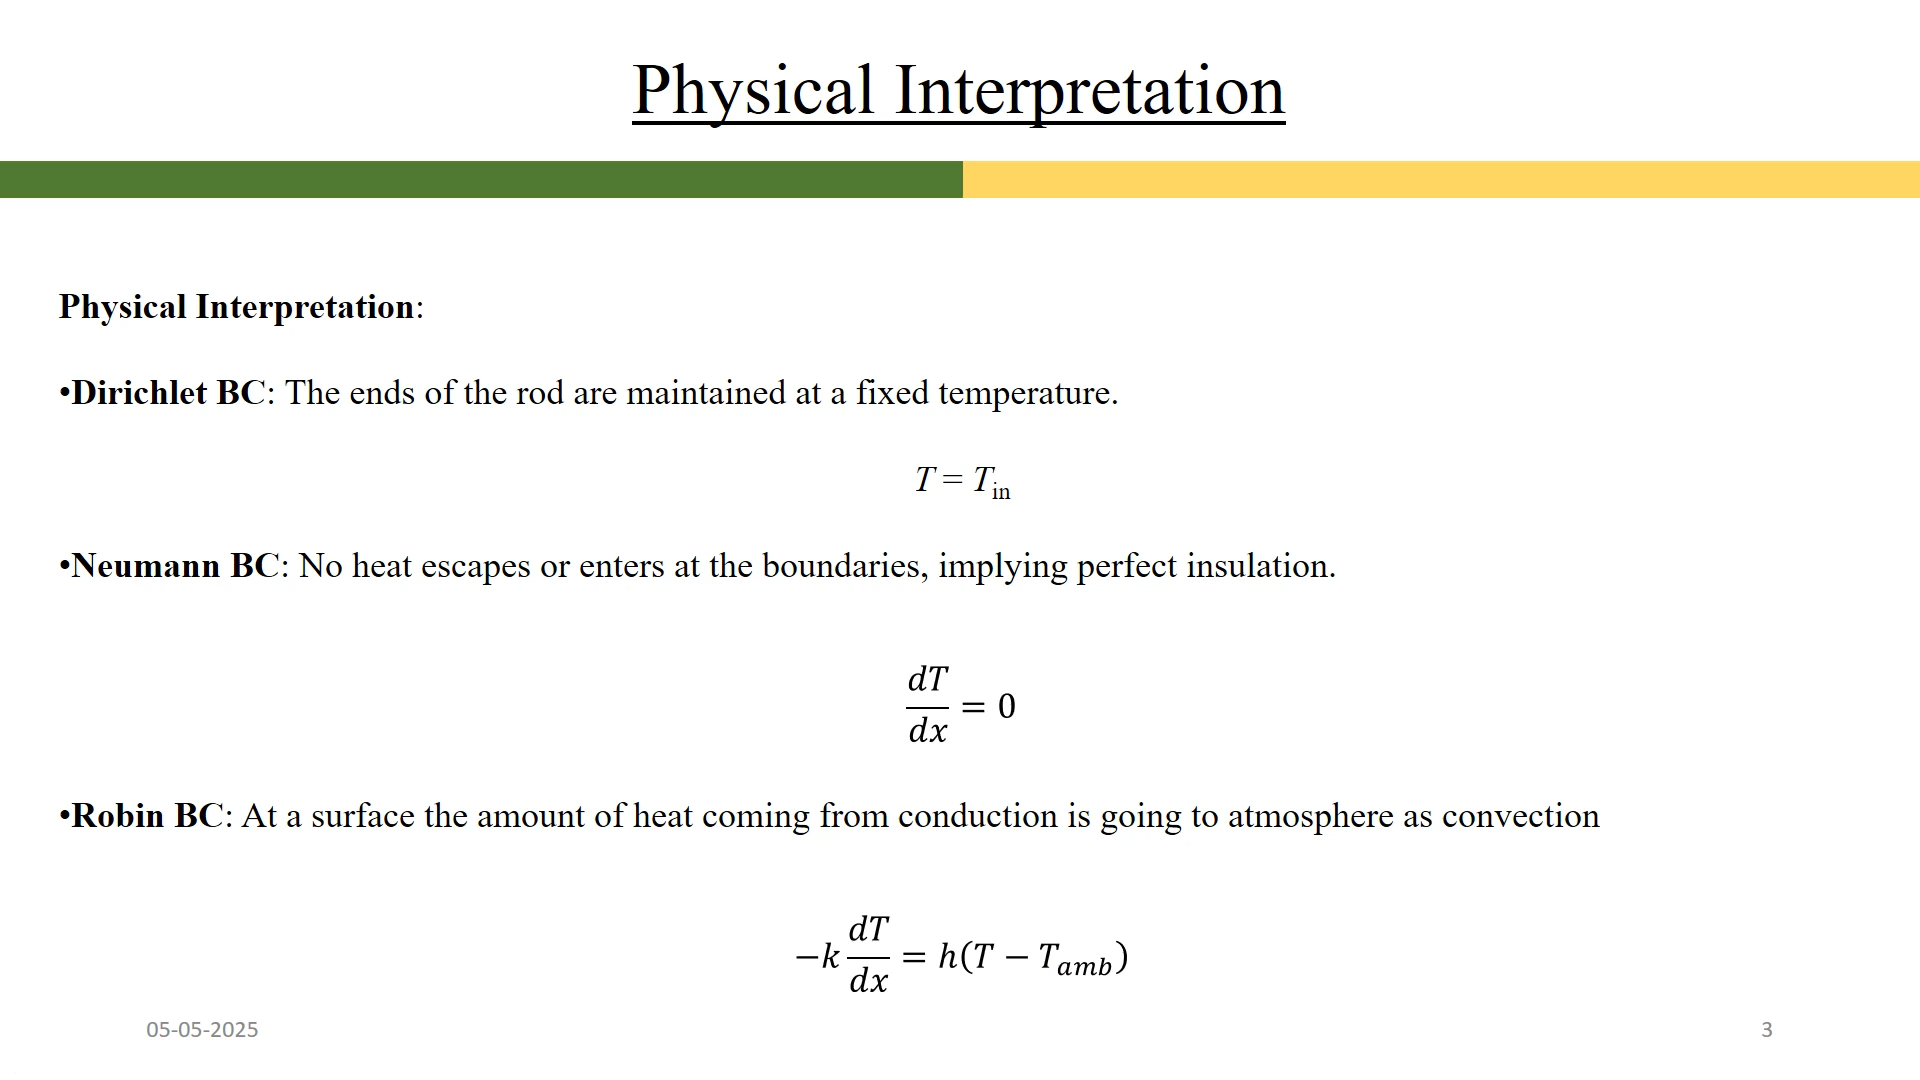 Physical Interpretation
Physical Interpretation:
•Dirichlet BC: The ends of the rod are maintained at a fixed temperature.
T = T_in
•Neumann BC: No heat escapes or enters at the boundaries, implying perfect insulation.
dT/dx = 0
•Robin BC: At a surface the amount of heat coming from conduction is going to atmosphere as convection
−k dT/dx = h(T − T_amb)
05-05-2025
3